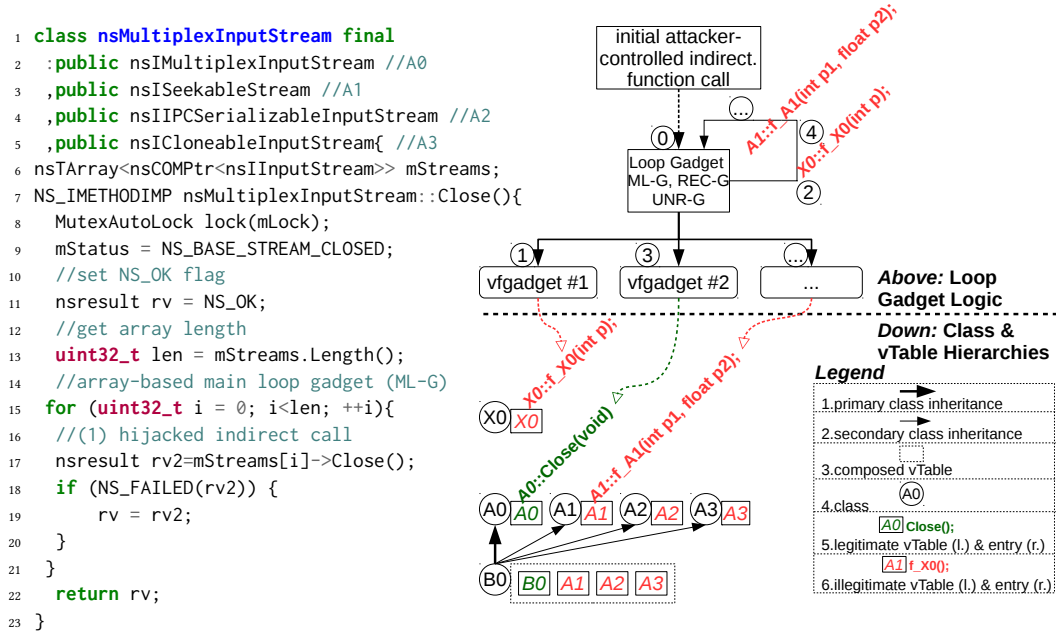 1 class nsMultiplexInputStream final
2 :public nsIMultiplexInputStream //A0
3 ,public nsISeekableStream //A1
4 ,public nsIIPCSerializableInputStream //A2
5 ,public nsICloneableInputStream{ //A3
6 nsTArray<nsCOMPtr<nsIInputStream>> mStreams;
7 NS_IMETHODIMP nsMultiplexInputStream::Close(){
8 MutexAutoLock lock(mLock);
9 mStatus = NS_BASE_STREAM_CLOSED;
10 //set NS_OK flag
11 nsresult rv = NS_OK;
12 //get array length
13 uint32_t len = mStreams.Length();
14 //array-based main loop gadget (ML-G)
15 for (uint32_t i = 0; i<len; ++i){
16 //(1) hijacked indirect call
17 nsresult rv2=mStreams[i]->Close();
18 if (NS_FAILED(rv2)) {
19 rv = rv2;
20 }
21 }
22 return rv;
23 }
initial attacker-
controlled indirect.
function call
...
A1::f_A1(int p1, float p2);
X0::f_X0(int p);
0
4
Loop Gadget
ML-G, REC-G
UNR-G
2
1
3
...
vfgadget #1
vfgadget #2
...
Above: Loop
Gadget Logic
Down: Class &
vTable Hierarchies
X0::f_X0(int p);
A0::Close(void)
A1::f_A1(int p1, float p2);
X0 X0
A0 A0 A1 A1 A2 A2 A3 A3
B0 B0 A1 A2 A3
Legend
1.primary class inheritance
2.secondary class inheritance
3.composed vTable
A0
4.class
A0 Close();
5.legitimate vTable (l.) & entry (r.)
A1 f_X0();
6.illegitimate vTable (l.) & entry (r.)